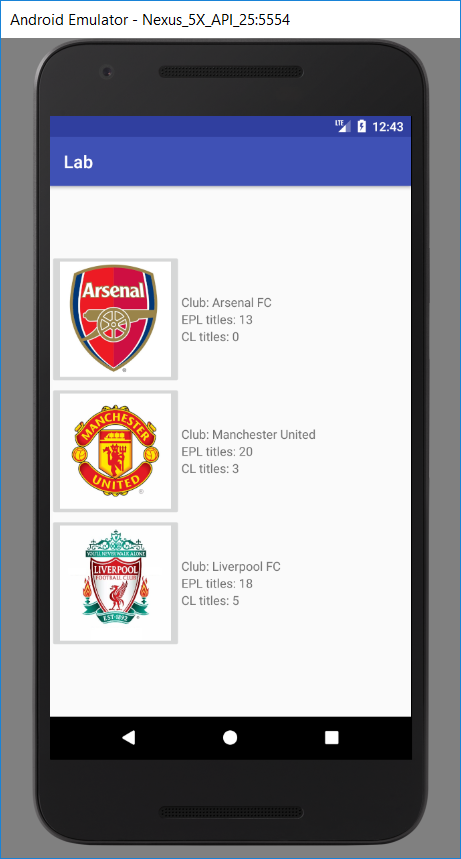 Android Emulator - Nexus_5X_API_25:5554
LTE 12:43
Lab
Arsenal
Club: Arsenal FC
EPL titles: 13
CL titles: 0
MANCHESTER
UNITED
Club: Manchester United
EPL titles: 20
CL titles: 3
YOU'LL NEVER WALK ALONE
LIVERPOOL
FOOTBALL CLUB
EST·1892
Club: Liverpool FC
EPL titles: 18
CL titles: 5